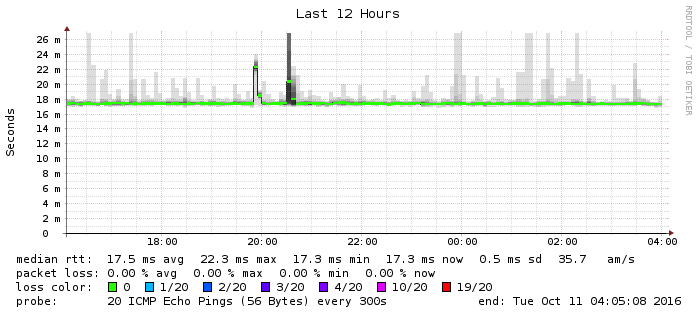 Last 12 Hours
RRDTOOL / TOBI OETIKER
Seconds
26 m
24 m
22 m
20 m
18 m
16 m
14 m
12 m
10 m
8 m
6 m
4 m
2 m
0
18:00 20:00 22:00 00:00 02:00 04:00
median rtt: 17.5 ms avg 22.3 ms max 17.3 ms min 17.3 ms now 0.5 ms sd 35.7 am/s
packet loss: 0.00 % avg 0.00 % max 0.00 % min 0.00 % now
loss color: 0 1/20 2/20 3/20 4/20 10/20 19/20
probe: 20 ICMP Echo Pings (56 Bytes) every 300s end: Tue Oct 11 04:05:08 2016